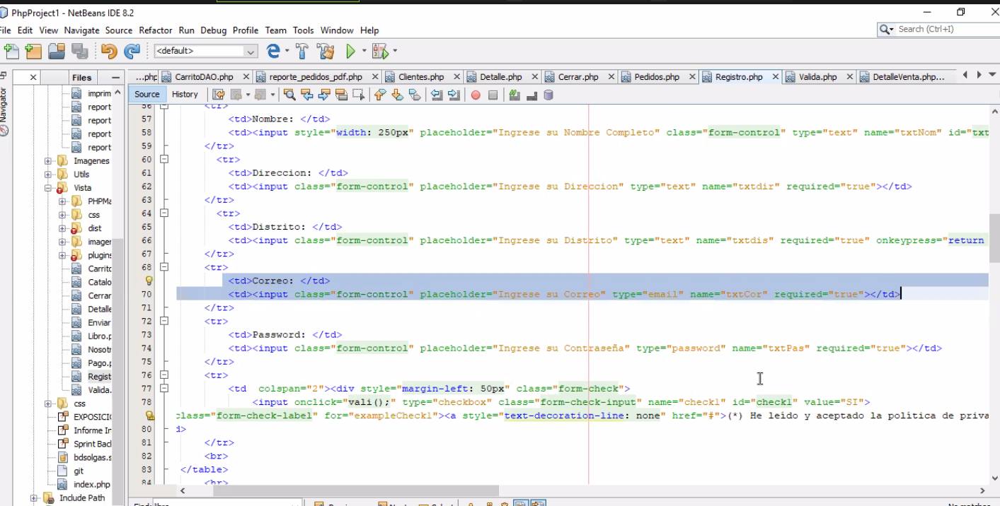 PhpProject1 - NetBeans IDE 8.2
File Edit View Navigate Source Refactor Run Debug Profile Team Tools Window Help
Search (Ctrl+I)
<default>
Files
...php CarritoDAO.php reporte_pedidos_pdf.php Clientes.php Detalle.php Cerrar.php Pedidos.php Registro.php Valida.php DetalleVenta.php...
Navigator
Source History
imprim
report
report
report
report
Imagenes
Utils
Vista
PHPMa
css
dist
imager
plugins
Carrito
Catalo
Cerrar
Detalle
Enviar
Libro.p
Nosotr
Pago.p
Regist
Valida.
css
EXPOSICI
Informe In
Sprint Bac
bdsolgas.s
git
index.php
Include Path
56 <tr>
57 <td>Nombre: </td>
58 <td><input style="width: 250px" placeholder="Ingrese su Nombre Completo" class="form-control" type="text" name="txtNom" id="txt
59 </tr>
60 <tr>
61 <td>Direccion: </td>
62 <td><input class="form-control" placeholder="Ingrese su Direccion" type="text" name="txtdir" required="true"></td>
63 </tr>
64 <tr>
65 <td>Distrito: </td>
66 <td><input class="form-control" placeholder="Ingrese su Distrito" type="text" name="txtdis" required="true" onkeypress="return
67 </tr>
68 <tr>
<td>Correo: </td>
70 <td><input class="form-control" placeholder="Ingrese su Correo" type="email" name="txtCor" required="true"></td>
71 </tr>
72 <tr>
73 <td>Password: </td>
74 <td><input class="form-control" placeholder="Ingrese su Contraseña" type="password" name="txtPas" required="true"></td>
75 </tr>
76 <tr>
77 <td  colspan="2"><div style="margin-left: 50px" class="form-check">
78 <input onclick="vali();" type="checkbox" class="form-check-input" name="check1" id="check1" value="SI">
class="form-check-label" for="exampleCheck1"><a style="text-decoration-line: none" href="#">(*) He leído y aceptado la política de priva
80 d>
81 </tr>
82 <br>
83 </table>
84 <br>